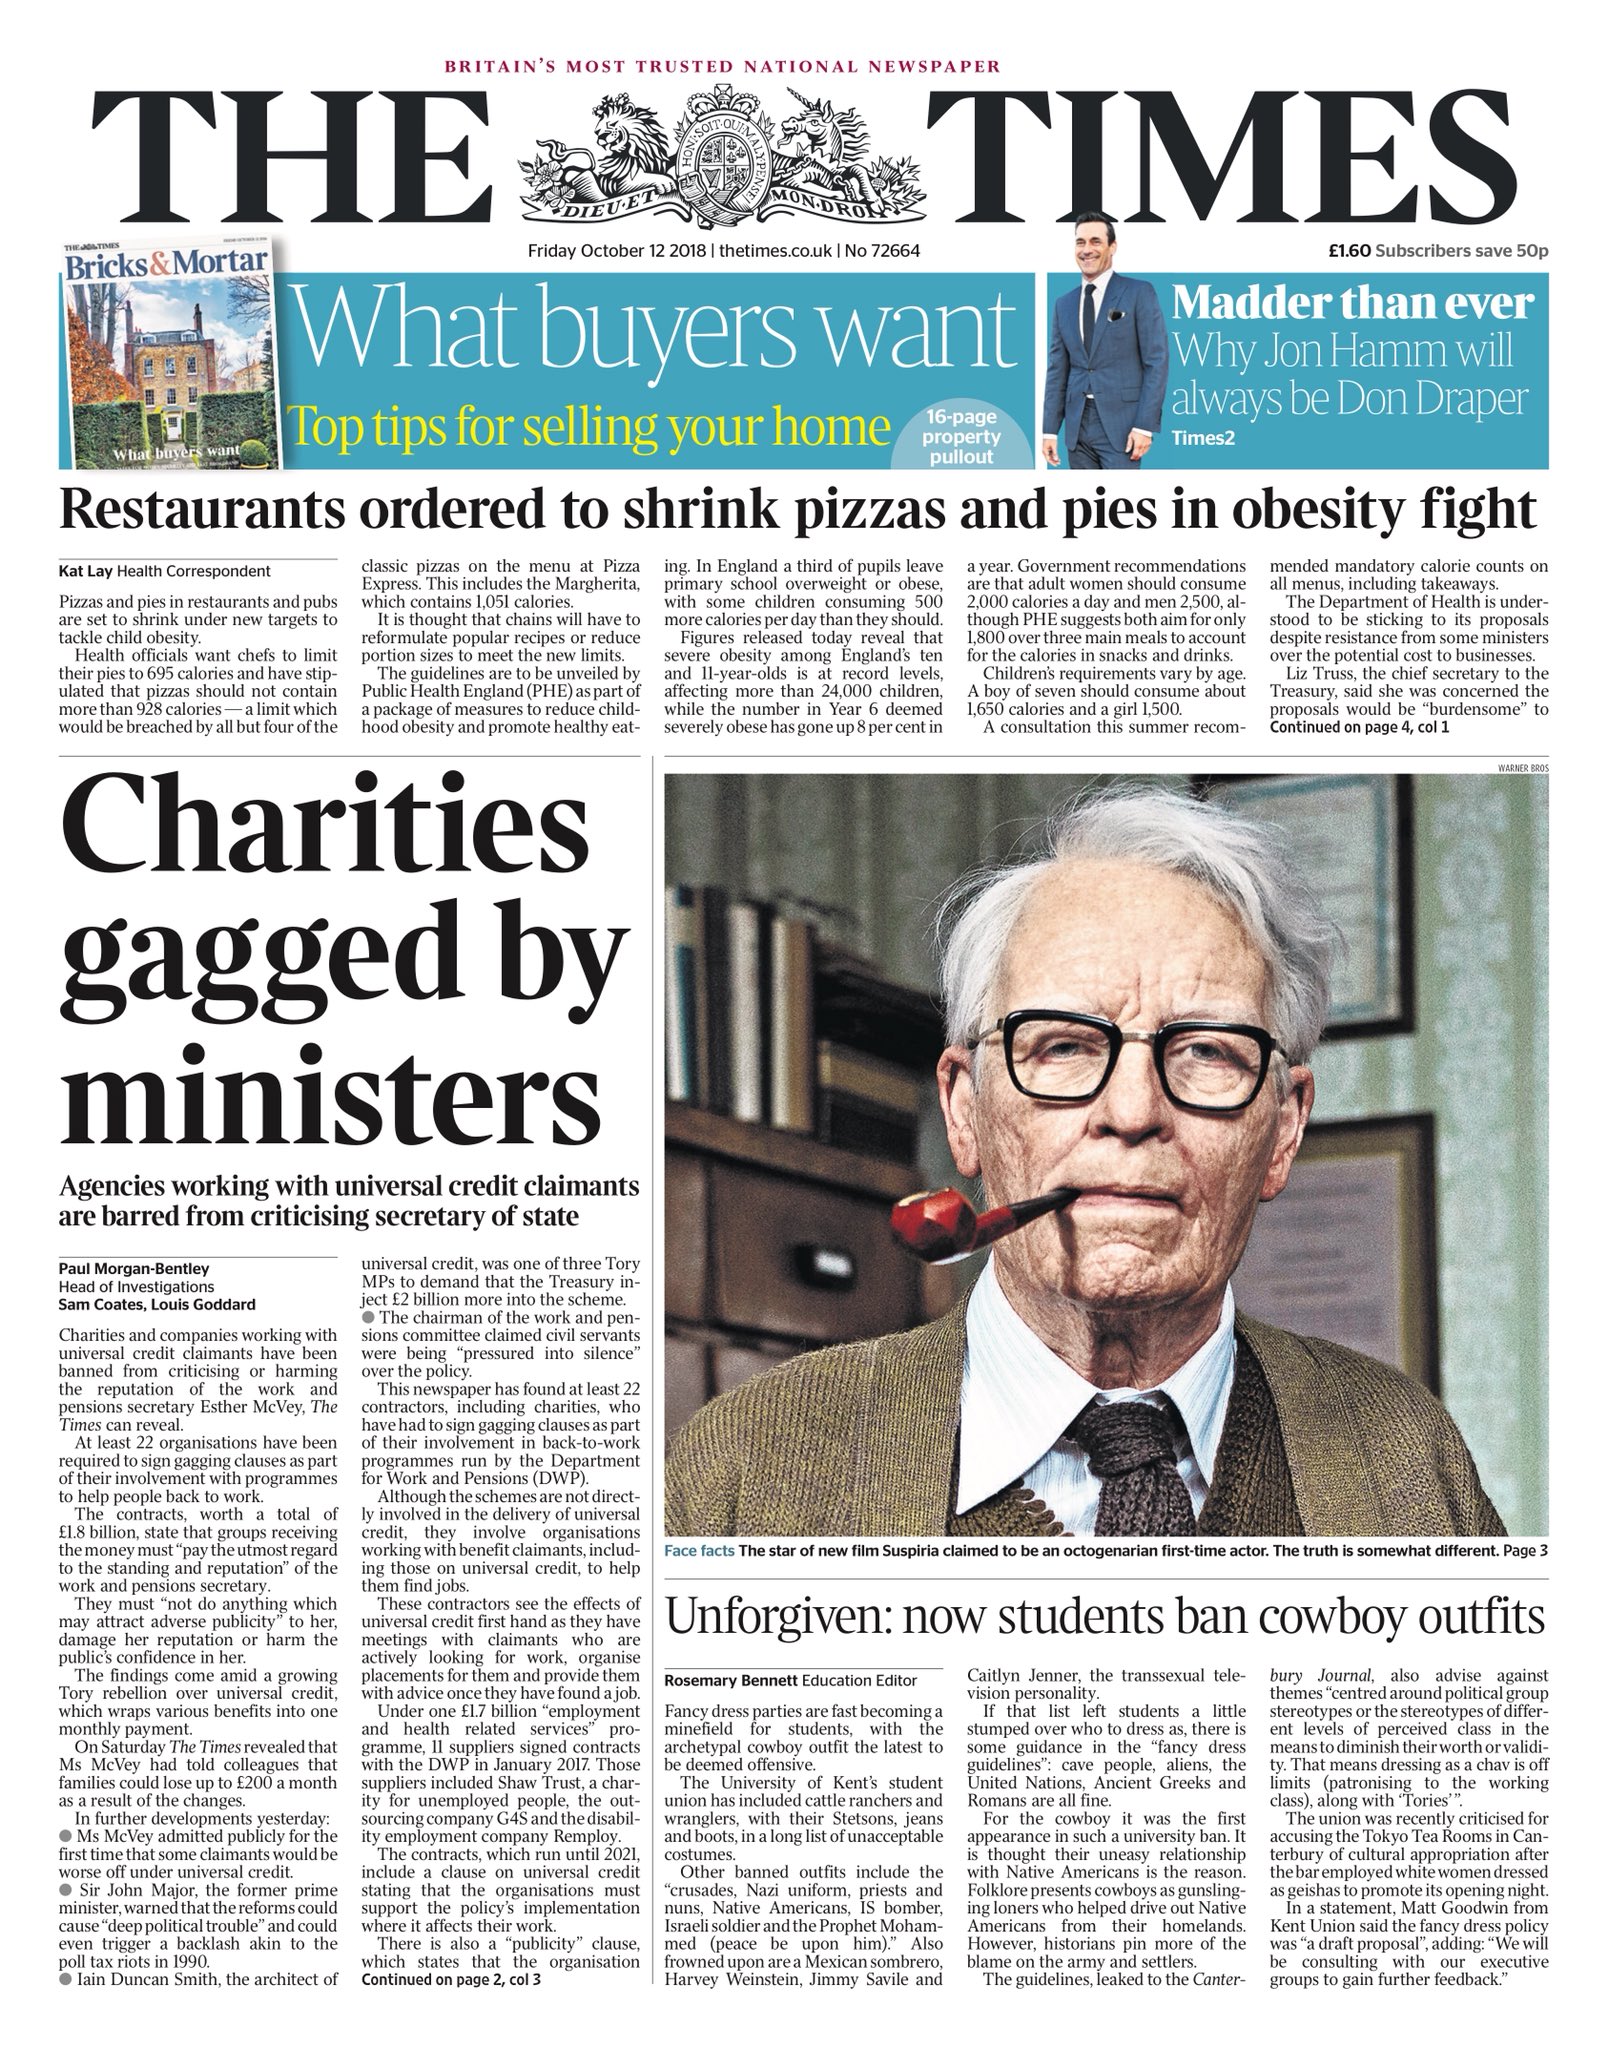 BRITAIN'S MOST TRUSTED NATIONAL NEWSPAPER
THE TIMES
HONI·SOIT·QUI·MAL·Y·PENSE
DIEU·ET MON·DROIT
Friday October 12 2018 | thetimes.co.uk | No 72664
£1.60 Subscribers save 50p
THE TIMES
Bricks&Mortar
What buyers want
What buyers want
Top tips for selling your home
16-page
property
pullout
Madder than ever
Why Jon Hamm will
always be Don Draper
Times2
Restaurants ordered to shrink pizzas and pies in obesity fight
Kat Lay Health Correspondent
Pizzas and pies in restaurants and pubs
are set to shrink under new targets to
tackle child obesity.
Health officials want chefs to limit
their pies to 695 calories and have stip-
ulated that pizzas should not contain
more than 928 calories — a limit which
would be breached by all but four of the
classic pizzas on the menu at Pizza
Express. This includes the Margherita,
which contains 1,051 calories.
It is thought that chains will have to
reformulate popular recipes or reduce
portion sizes to meet the new limits.
The guidelines are to be unveiled by
Public Health England (PHE) as part of
a package of measures to reduce child-
hood obesity and promote healthy eat-
ing. In England a third of pupils leave
primary school overweight or obese,
with some children consuming 500
more calories per day than they should.
Figures released today reveal that
severe obesity among England's ten
and 11-year-olds is at record levels,
affecting more than 24,000 children,
while the number in Year 6 deemed
severely obese has gone up 8 per cent in
a year. Government recommendations
are that adult women should consume
2,000 calories a day and men 2,500, al-
though PHE suggests both aim for only
1,800 over three main meals to account
for the calories in snacks and drinks.
Children's requirements vary by age.
A boy of seven should consume about
1,650 calories and a girl 1,500.
A consultation this summer recom-
mended mandatory calorie counts on
all menus, including takeaways.
The Department of Health is under-
stood to be sticking to its proposals
despite resistance from some ministers
over the potential cost to businesses.
Liz Truss, the chief secretary to the
Treasury, said she was concerned the
proposals would be "burdensome" to
Continued on page 4, col 1
Charities
gagged by
ministers
Agencies working with universal credit claimants
are barred from criticising secretary of state
Paul Morgan-Bentley
Head of Investigations
Sam Coates, Louis Goddard
Charities and companies working with
universal credit claimants have been
banned from criticising or harming
the reputation of the work and
pensions secretary Esther McVey, The
Times can reveal.
At least 22 organisations have been
required to sign gagging clauses as part
of their involvement with programmes
to help people back to work.
The contracts, worth a total of
£1.8 billion, state that groups receiving
the money must "pay the utmost regard
to the standing and reputation" of the
work and pensions secretary.
They must "not do anything which
may attract adverse publicity" to her,
damage her reputation or harm the
public's confidence in her.
The findings come amid a growing
Tory rebellion over universal credit,
which wraps various benefits into one
monthly payment.
On Saturday The Times revealed that
Ms McVey had told colleagues that
families could lose up to £200 a month
as a result of the changes.
In further developments yesterday:
● Ms McVey admitted publicly for the
first time that some claimants would be
worse off under universal credit.
● Sir John Major, the former prime
minister, warned that the reforms could
cause "deep political trouble" and could
even trigger a backlash akin to the
poll tax riots in 1990.
● Iain Duncan Smith, the architect of
universal credit, was one of three Tory
MPs to demand that the Treasury in-
ject £2 billion more into the scheme.
● The chairman of the work and pen-
sions committee claimed civil servants
were being "pressured into silence"
over the policy.
This newspaper has found at least 22
contractors, including charities, who
have had to sign gagging clauses as part
of their involvement in back-to-work
programmes run by the Department
for Work and Pensions (DWP).
Although the schemes are not direct-
ly involved in the delivery of universal
credit, they involve organisations
working with benefit claimants, includ-
ing those on universal credit, to help
them find jobs.
These contractors see the effects of
universal credit first hand as they have
meetings with claimants who are
actively looking for work, organise
placements for them and provide them
with advice once they have found a job.
Under one £1.7 billion "employment
and health related services" pro-
gramme, 11 suppliers signed contracts
with the DWP in January 2017. Those
suppliers included Shaw Trust, a char-
ity for unemployed people, the out-
sourcing company G4S and the disabil-
ity employment company Remploy.
The contracts, which run until 2021,
include a clause on universal credit
stating that the organisations must
support the policy's implementation
where it affects their work.
There is also a "publicity" clause,
which states that the organisation
Continued on page 2, col 3
WARNER BROS
Face facts The star of new film Suspiria claimed to be an octogenarian first-time actor. The truth is somewhat different. Page 3
Unforgiven: now students ban cowboy outfits
Rosemary Bennett Education Editor
Fancy dress parties are fast becoming a
minefield for students, with the
archetypal cowboy outfit the latest to
be deemed offensive.
The University of Kent's student
union has included cattle ranchers and
wranglers, with their Stetsons, jeans
and boots, in a long list of unacceptable
costumes.
Other banned outfits include the
"crusades, Nazi uniform, priests and
nuns, Native Americans, IS bomber,
Israeli soldier and the Prophet Moham-
med (peace be upon him)." Also
frowned upon are a Mexican sombrero,
Harvey Weinstein, Jimmy Savile and
Caitlyn Jenner, the transsexual tele-
vision personality.
If that list left students a little
stumped over who to dress as, there is
some guidance in the "fancy dress
guidelines": cave people, aliens, the
United Nations, Ancient Greeks and
Romans are all fine.
For the cowboy it was the first
appearance in such a university ban. It
is thought their uneasy relationship
with Native Americans is the reason.
Folklore presents cowboys as gunsling-
ing loners who helped drive out Native
Americans from their homelands.
However, historians pin more of the
blame on the army and settlers.
The guidelines, leaked to the Canter-
bury Journal, also advise against
themes "centred around political group
stereotypes or the stereotypes of differ-
ent levels of perceived class in the
means to diminish their worth or validi-
ty. That means dressing as a chav is off
limits (patronising to the working
class), along with 'Tories'".
The union was recently criticised for
accusing the Tokyo Tea Rooms in Can-
terbury of cultural appropriation after
the bar employed white women dressed
as geishas to promote its opening night.
In a statement, Matt Goodwin from
Kent Union said the fancy dress policy
was "a draft proposal", adding: "We will
be consulting with our executive
groups to gain further feedback."